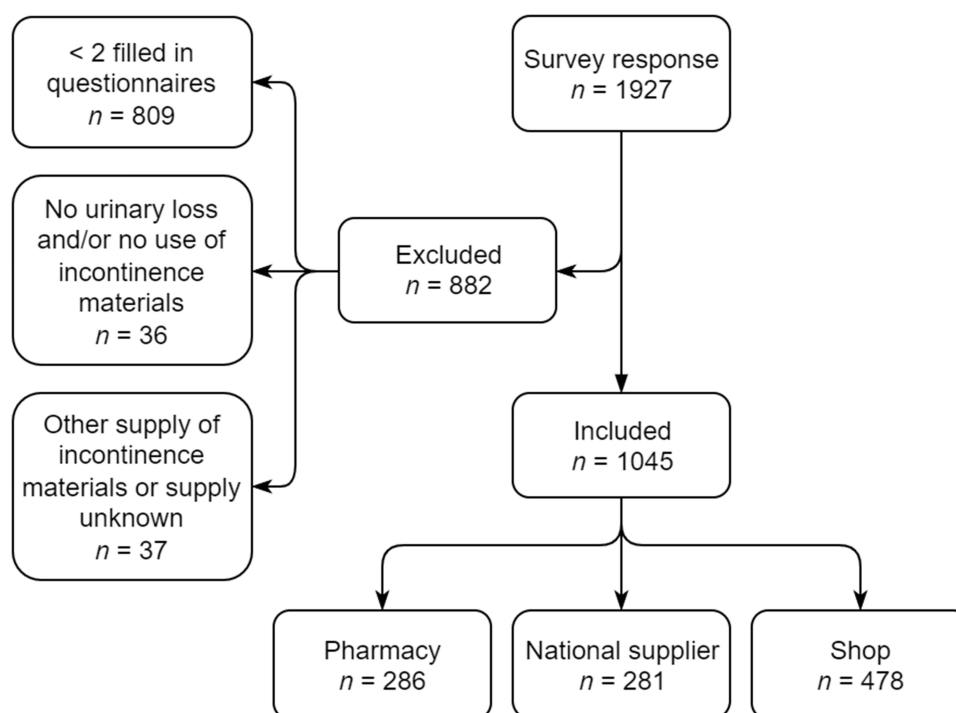 Survey response
n = 1927
< 2 filled in
questionnaires
n = 809
No urinary loss
and/or no use of
incontinence
materials
n = 36
Excluded
n = 882
Other supply of
incontinence
materials or supply
unknown
n = 37
Included
n = 1045
Pharmacy
n = 286
National supplier
n = 281
Shop
n = 478